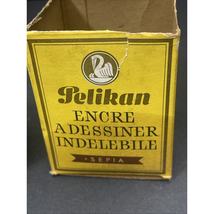 Pelikan
ENCRE
A DESSINER
INDELEBILE
• SEPIA •